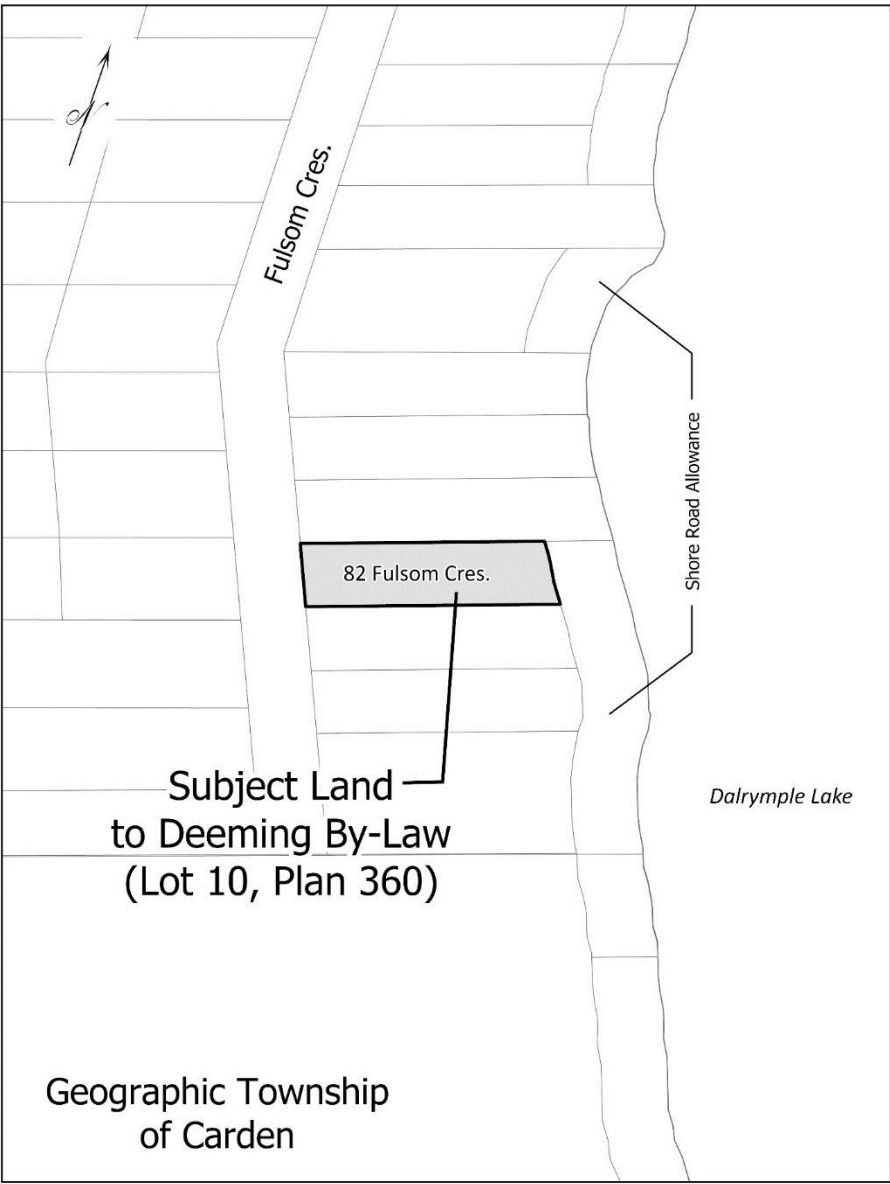 N
Fulsom Cres.
82 Fulsom Cres.
Shore Road Allowance
Subject Land
to Deeming By-Law
(Lot 10, Plan 360)
Dalrymple Lake
Geographic Township
of Carden